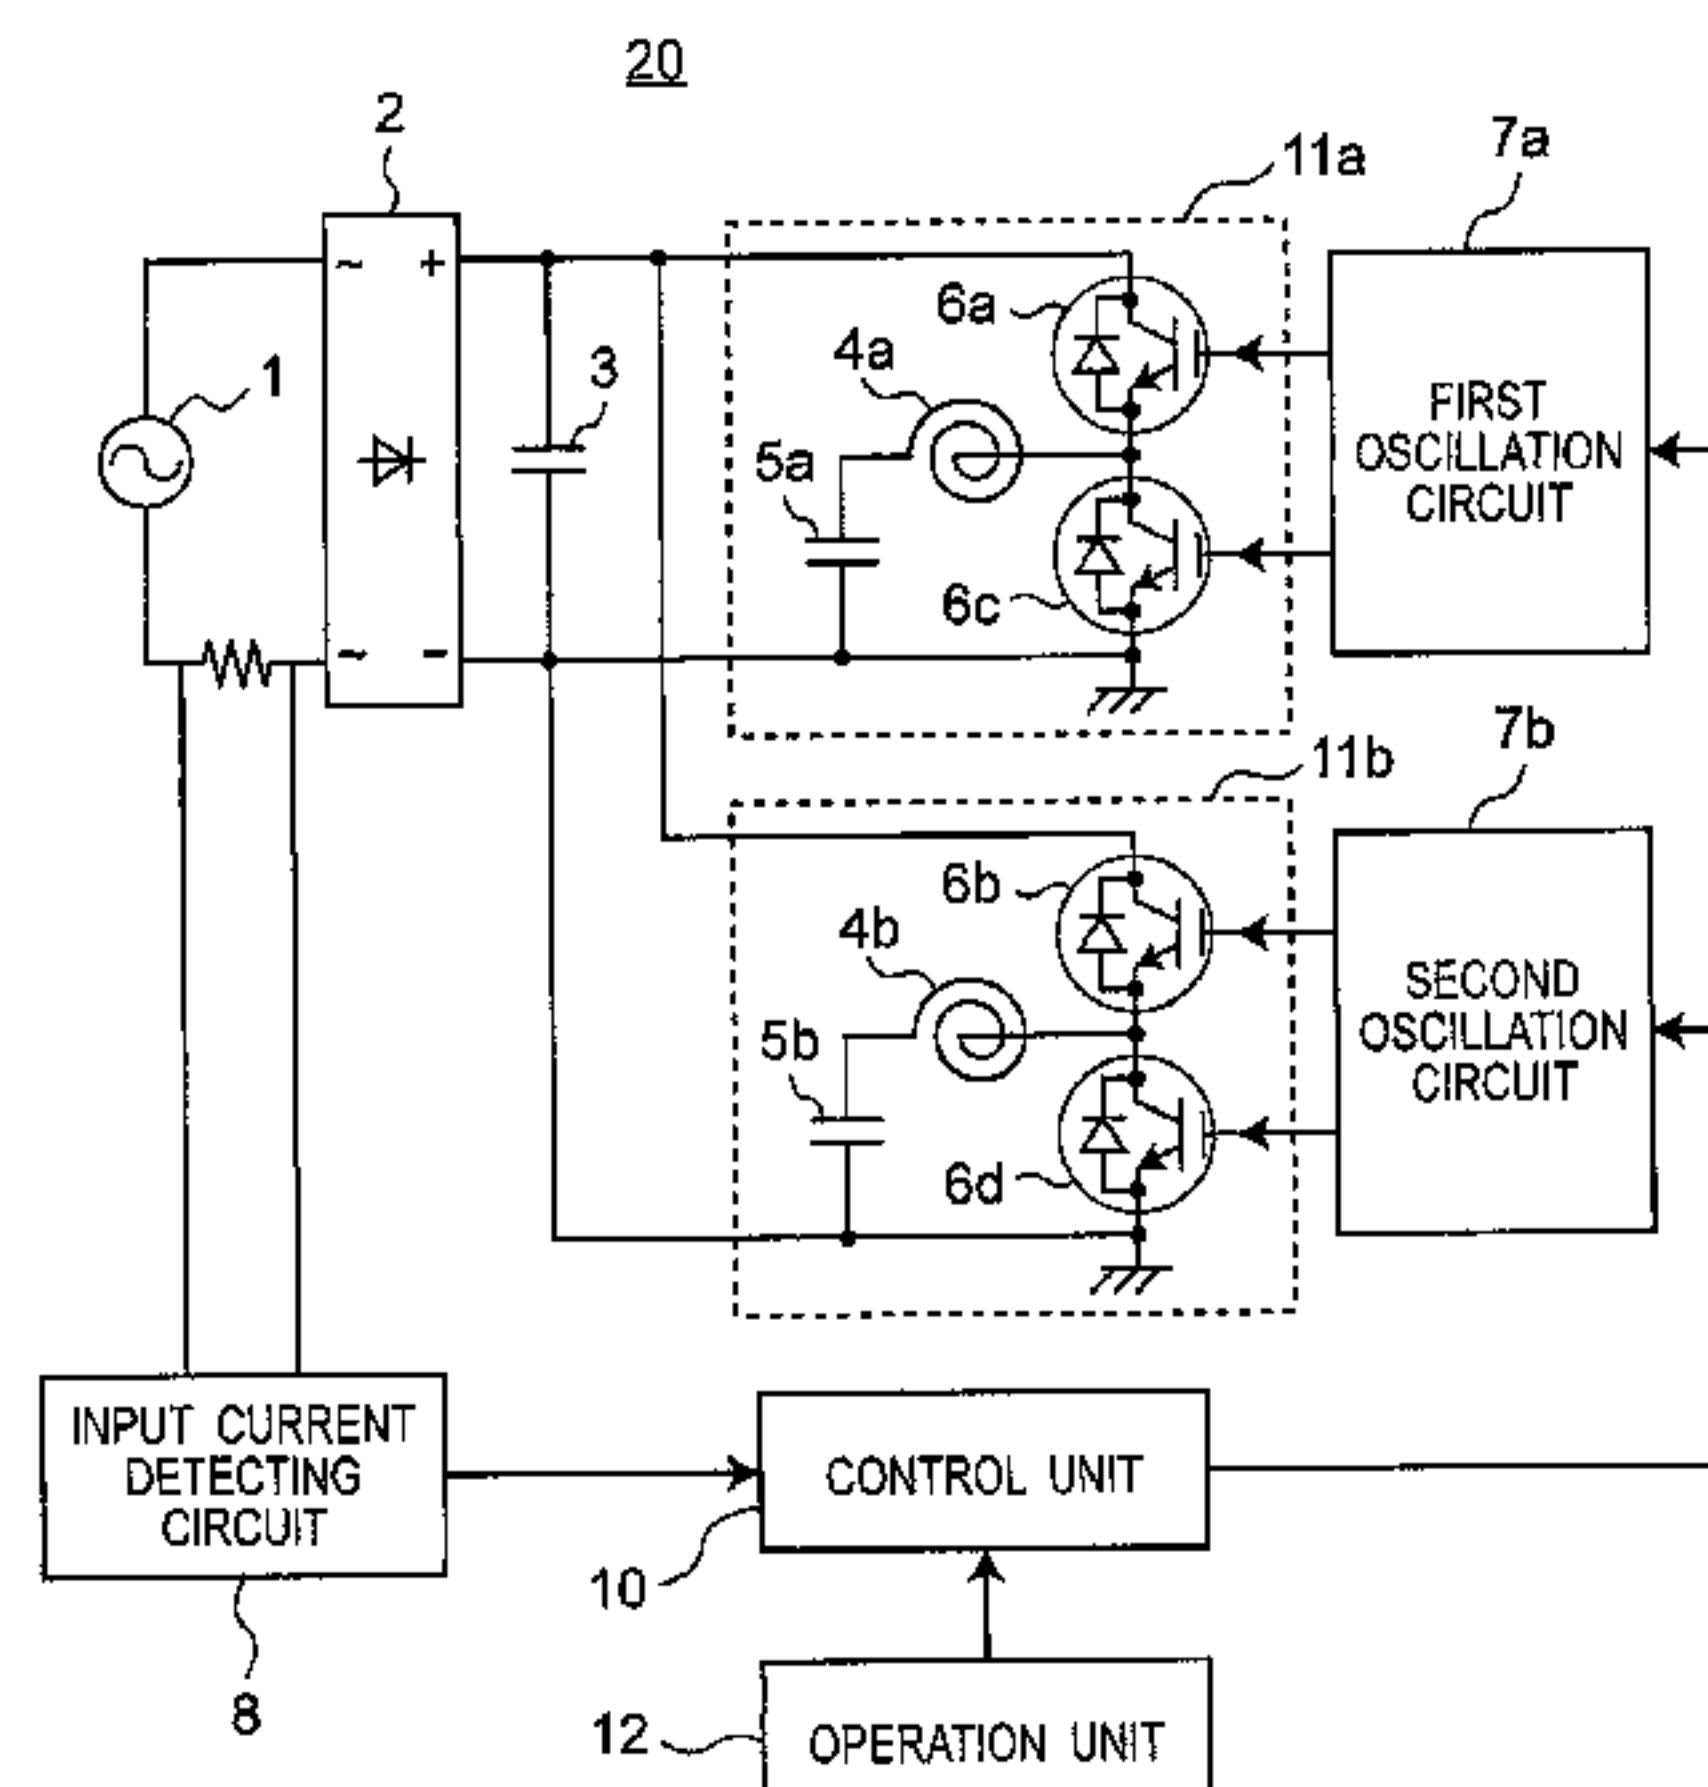 20
2
11a
7a
~ +
6a
1
3
4a
FIRST
OSCILLATION
CIRCUIT
5a
6c
~ -
7b
11b
6b
4b
SECOND
OSCILLATION
CIRCUIT
5b
6d
INPUT CURRENT
DETECTING
CIRCUIT
CONTROL UNIT
10
8
12
OPERATION UNIT